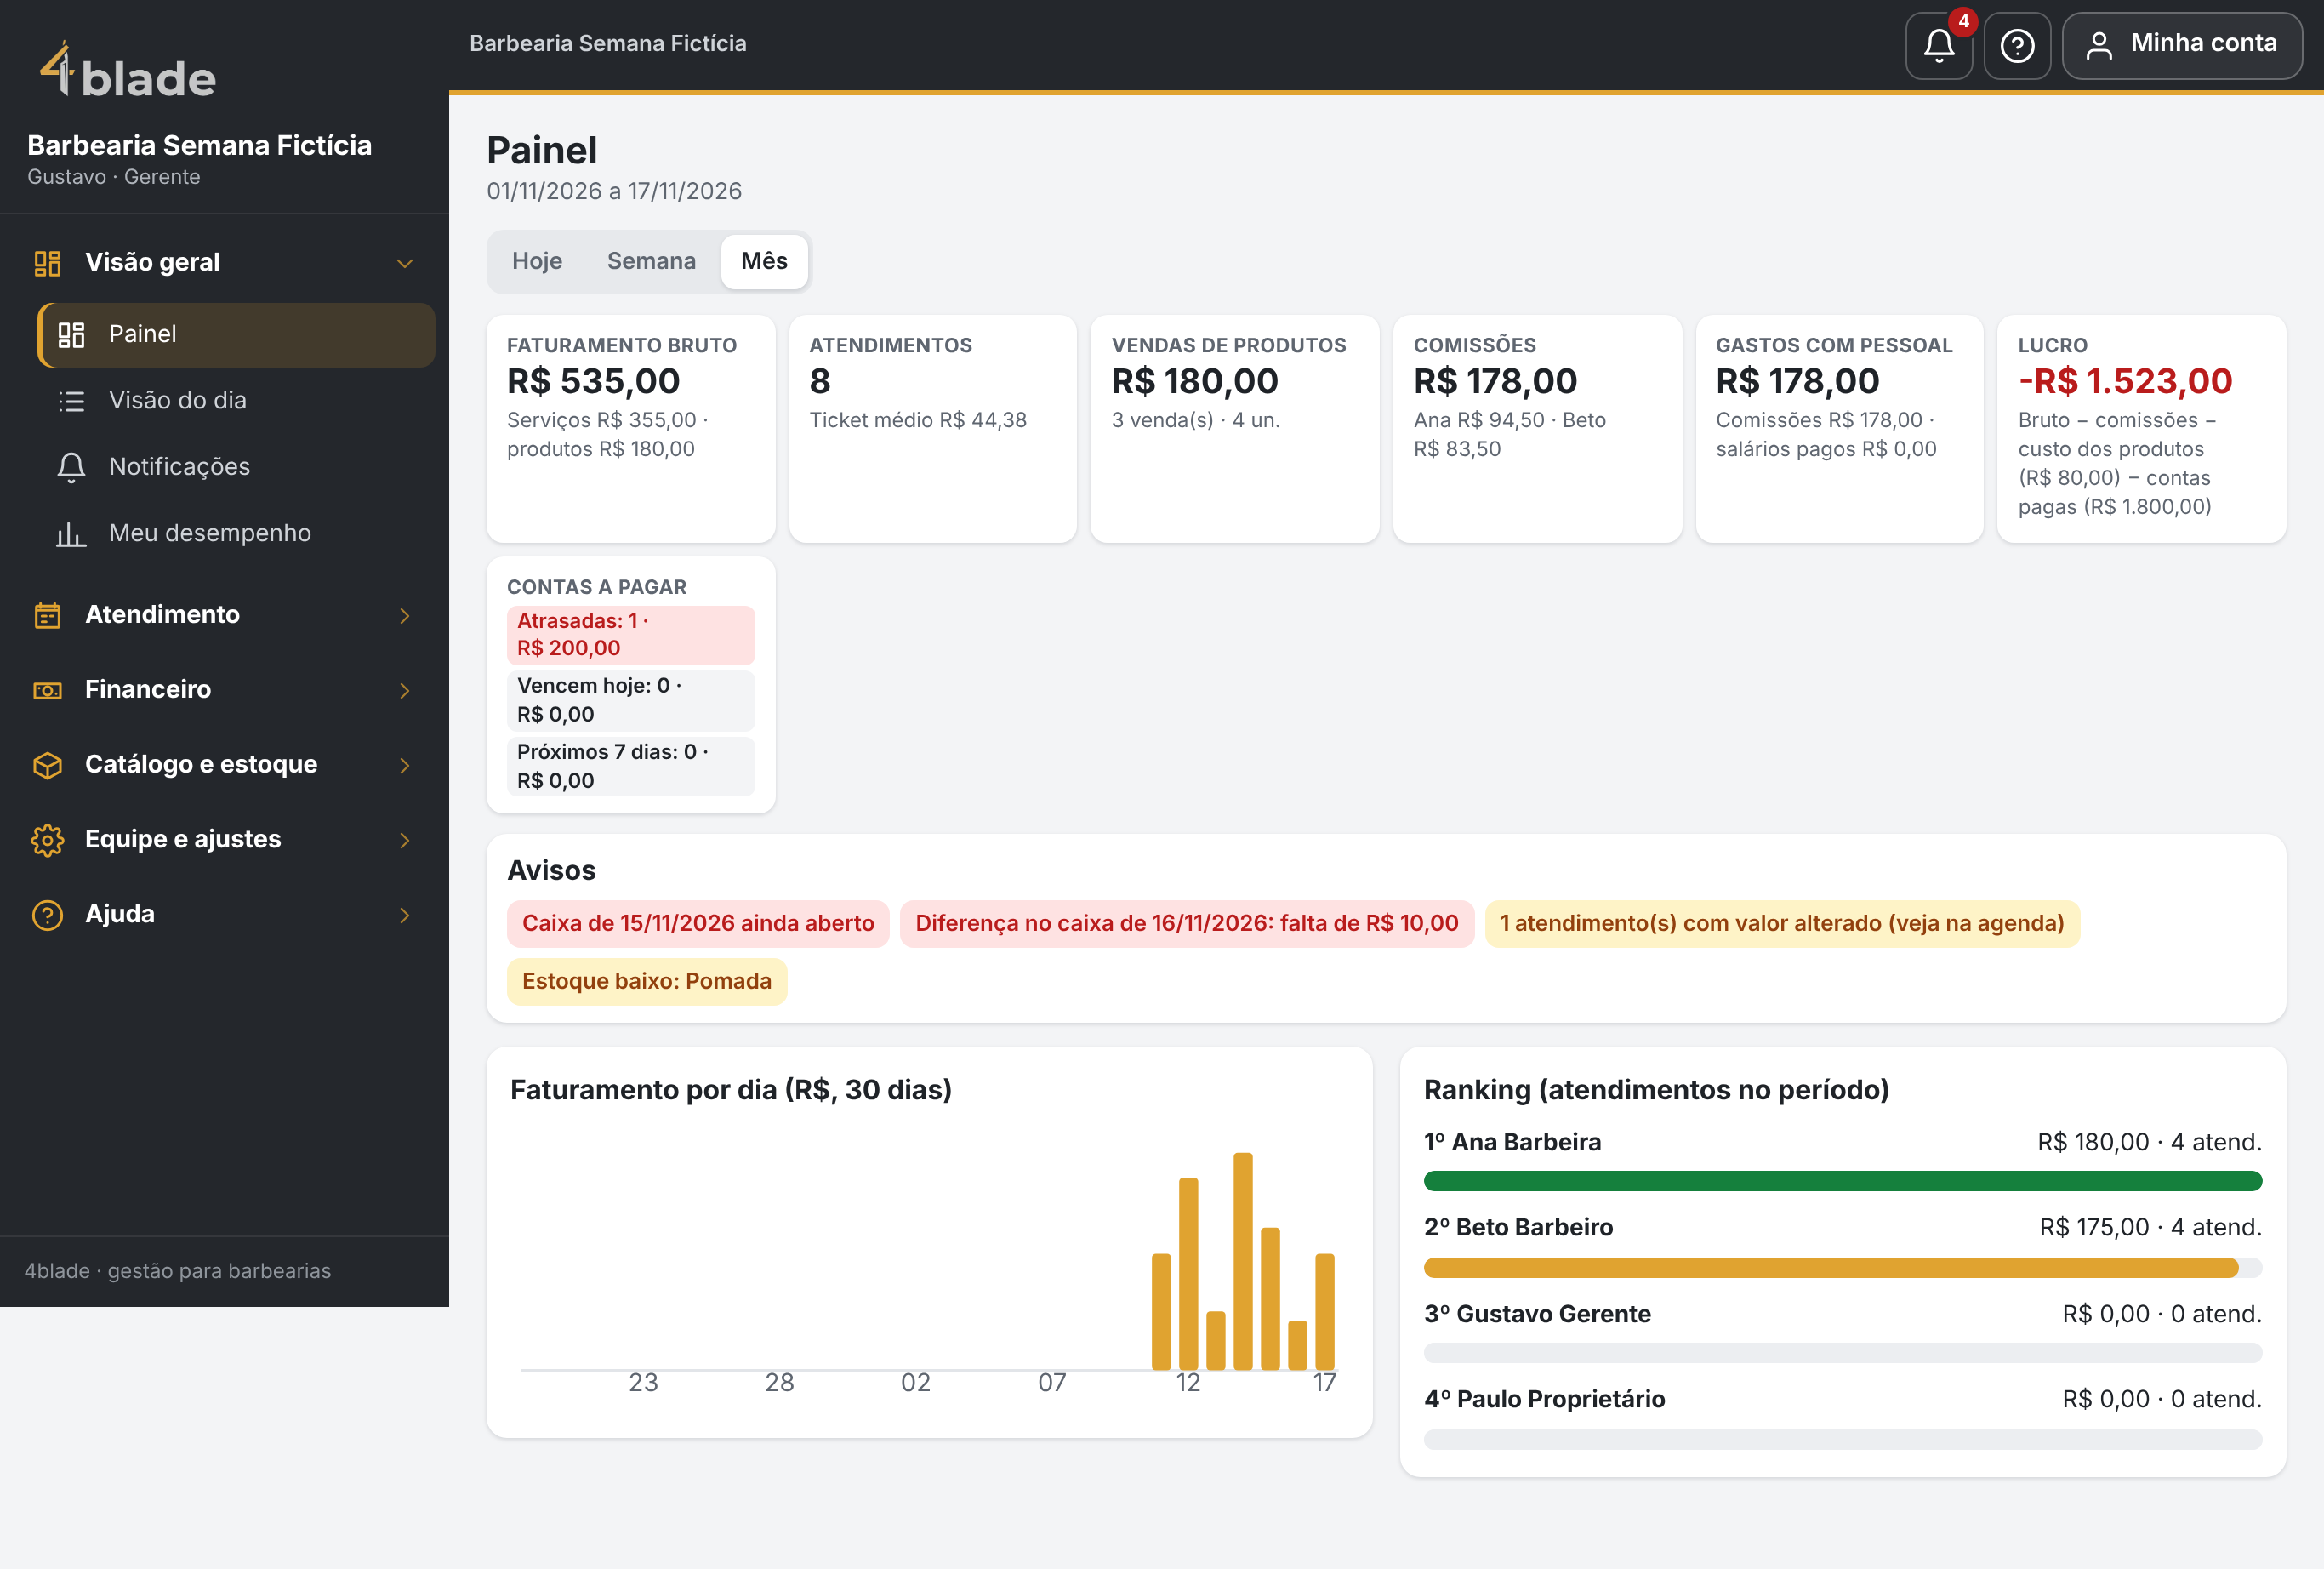 4blade
Barbearia Semana Fictícia
Gustavo · Gerente
Visão geral
Painel
Visão do dia
Notificações
Meu desempenho
Atendimento
Financeiro
Catálogo e estoque
Equipe e ajustes
Ajuda
4blade · gestão para barbearias
Barbearia Semana Fictícia
4
Minha conta
Painel
01/11/2026 a 17/11/2026
Hoje
Semana
Mês
FATURAMENTO BRUTO
R$ 535,00
Serviços R$ 355,00 ·
produtos R$ 180,00
ATENDIMENTOS
8
Ticket médio R$ 44,38
VENDAS DE PRODUTOS
R$ 180,00
3 venda(s) · 4 un.
COMISSÕES
R$ 178,00
Ana R$ 94,50 · Beto
R$ 83,50
GASTOS COM PESSOAL
R$ 178,00
Comissões R$ 178,00 ·
salários pagos R$ 0,00
LUCRO
-R$ 1.523,00
Bruto − comissões −
custo dos produtos
(R$ 80,00) − contas
pagas (R$ 1.800,00)
CONTAS A PAGAR
Atrasadas: 1 ·
R$ 200,00
Vencem hoje: 0 ·
R$ 0,00
Próximos 7 dias: 0 ·
R$ 0,00
Avisos
Caixa de 15/11/2026 ainda aberto
Diferença no caixa de 16/11/2026: falta de R$ 10,00
1 atendimento(s) com valor alterado (veja na agenda)
Estoque baixo: Pomada
Faturamento por dia (R$, 30 dias)
23 28 02 07 12 17
Ranking (atendimentos no período)
1º Ana Barbeira R$ 180,00 · 4 atend.
2º Beto Barbeiro R$ 175,00 · 4 atend.
3º Gustavo Gerente R$ 0,00 · 0 atend.
4º Paulo Proprietário R$ 0,00 · 0 atend.